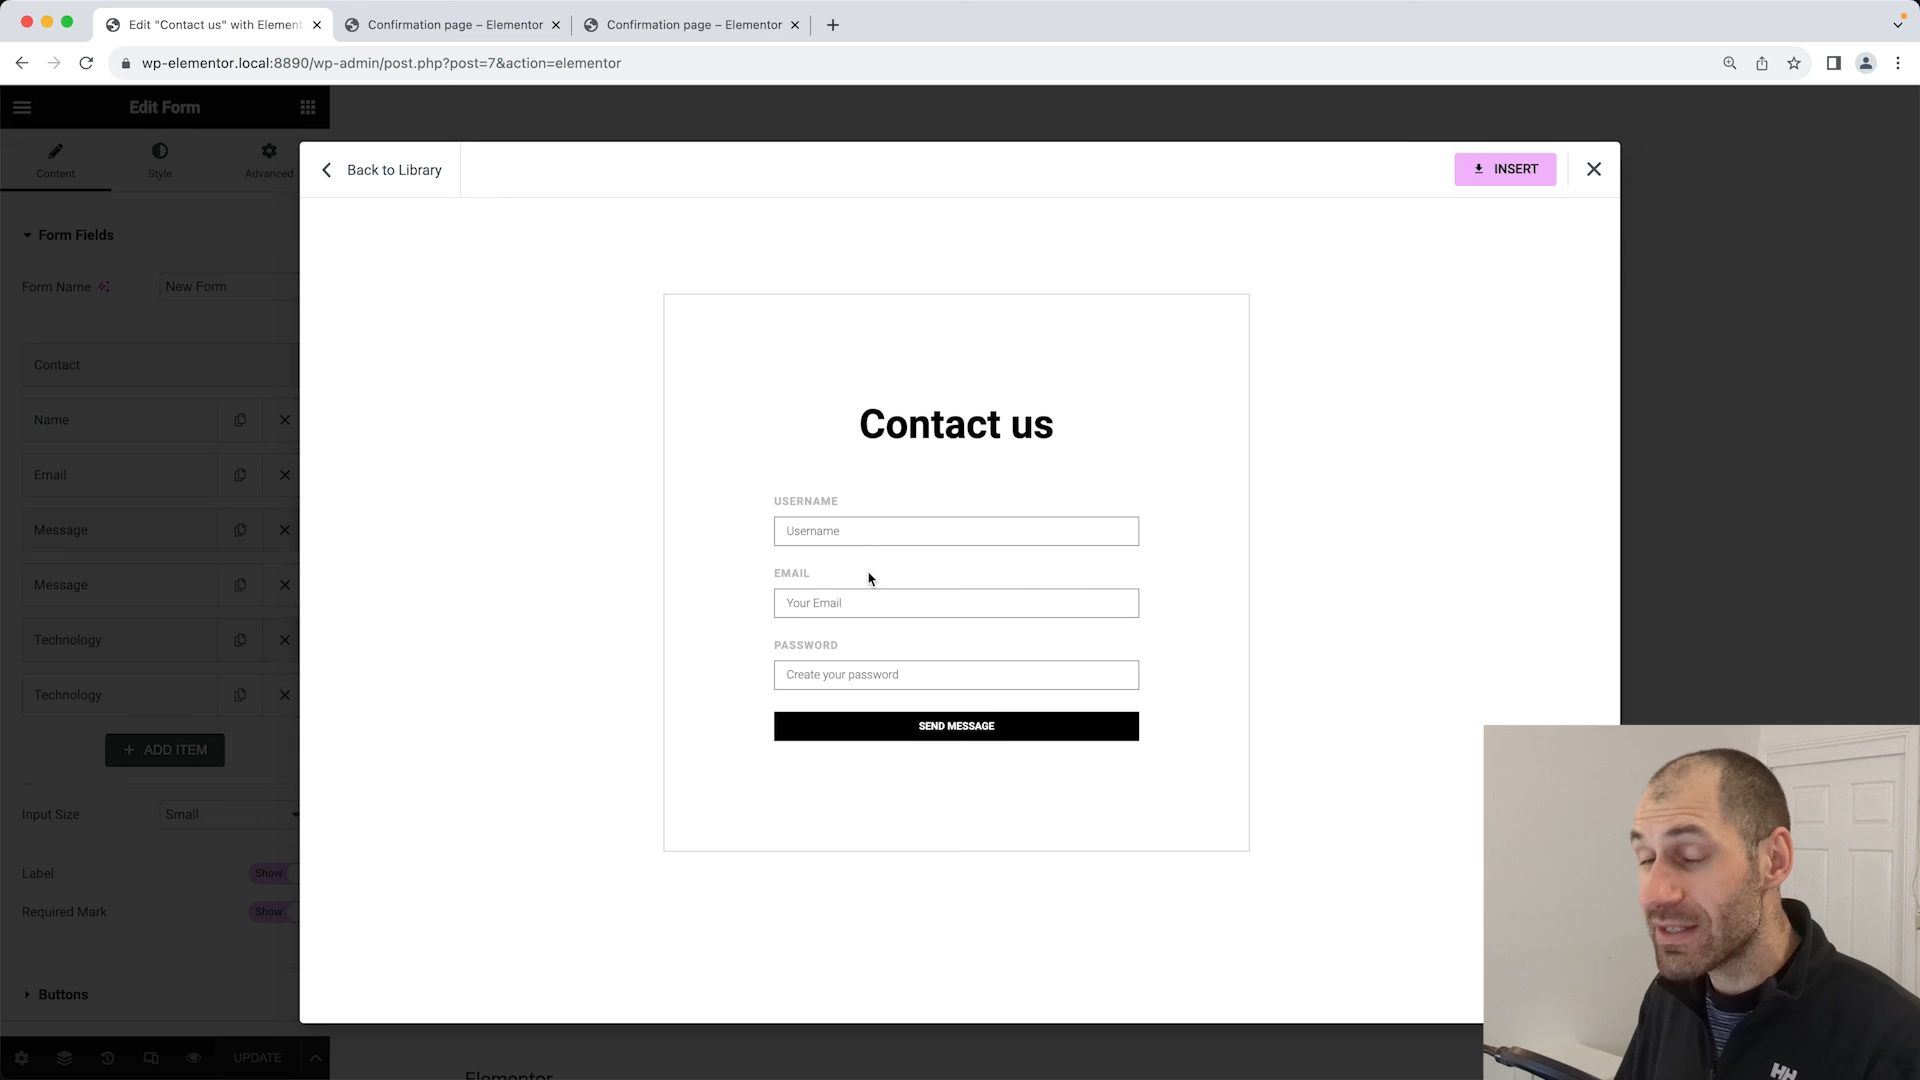 Edit "Contact us" with Element
Confirmation page – Elementor
Confirmation page – Elementor
wp-elementor.local:8890/wp-admin/post.php?post=7&action=elementor
Edit Form
Content
Style
Advanced
Back to Library
INSERT
Form Fields
Form Name
New Form
Contact
Name
Email
Message
Message
Technology
Technology
ADD ITEM
Input Size
Small
Label
Show
Required Mark
Show
Buttons
UPDATE
Contact us
USERNAME
Username
EMAIL
Your Email
PASSWORD
Create your password
SEND MESSAGE
Elementor
HH